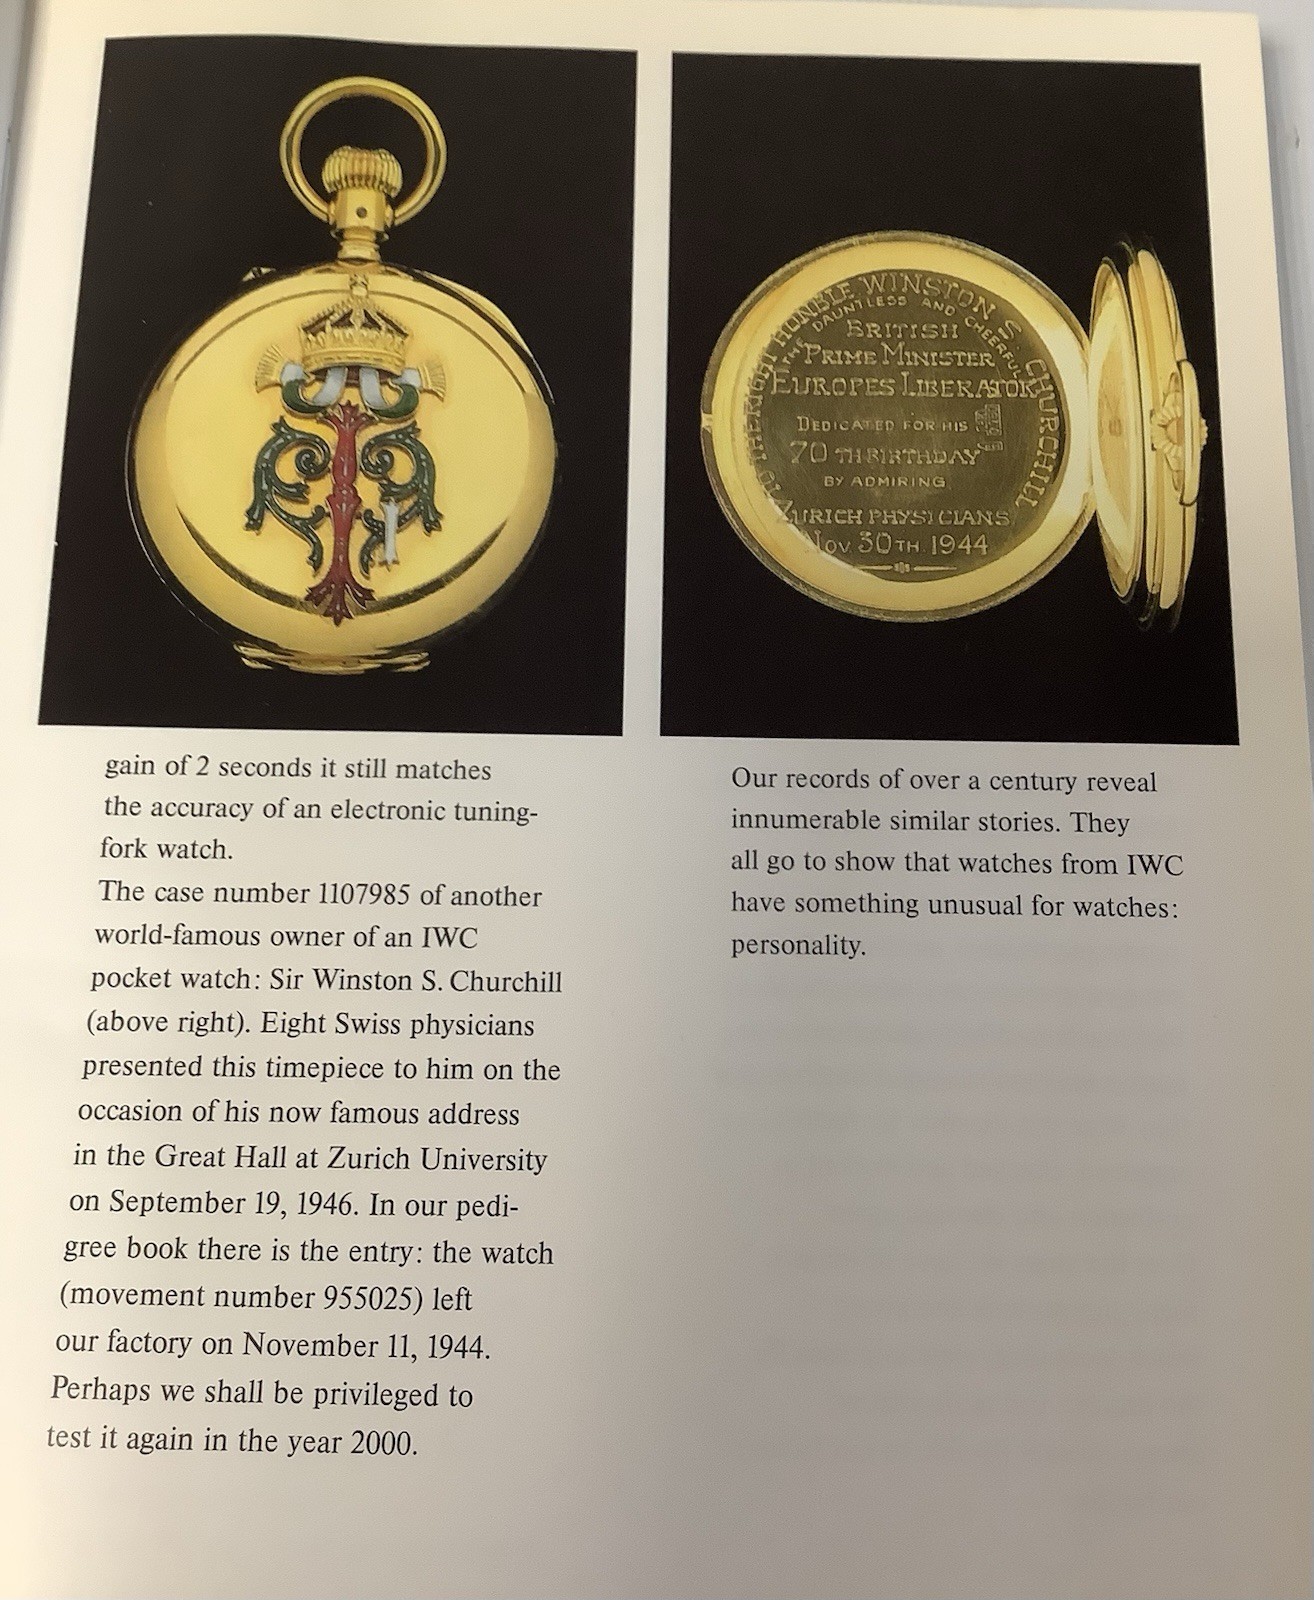 TO THE RIGHT HONBLE WINSTON S. CHURCHILL
THE DAUNTLESS AND CHEERFUL
BRITISH
PRIME MINISTER
EUROPES LIBERATOR
DEDICATED FOR HIS
70TH BIRTHDAY
BY ADMIRING
ZURICH PHYSICIANS
NOV 30TH 1944
gain of 2 seconds it still matches
the accuracy of an electronic tuning-
fork watch.
The case number 1107985 of another
world-famous owner of an IWC
pocket watch: Sir Winston S. Churchill
(above right). Eight Swiss physicians
presented this timepiece to him on the
occasion of his now famous address
in the Great Hall at Zurich University
on September 19, 1946. In our pedi-
gree book there is the entry: the watch
(movement number 955025) left
our factory on November 11, 1944.
Perhaps we shall be privileged to
test it again in the year 2000.
Our records of over a century reveal
innumerable similar stories. They
all go to show that watches from IWC
have something unusual for watches:
personality.